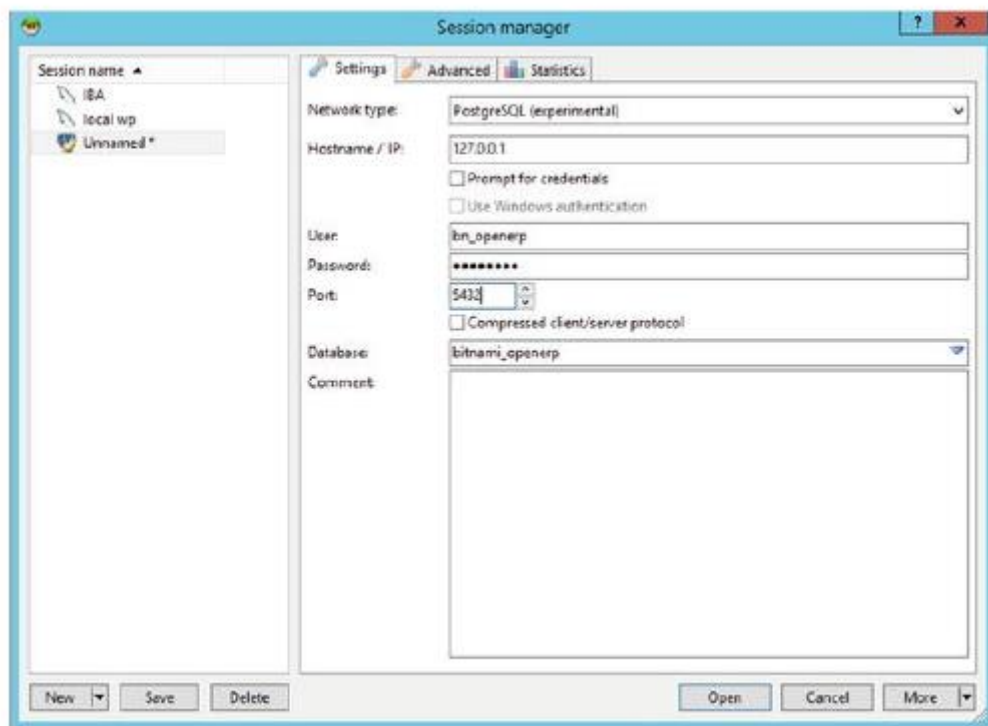 Session manager
?
x
Session name
Settings
Advanced
Statistics
IBA
local wp
Unnamed *
Network type:
PostgreSQL (experimental)
Hostname / IP:
127.0.0.1
Prompt for credentials
Use Windows authentication
User:
bn_openerp
Password:
••••••••
Port:
5432
Compressed client/server protocol
Database:
bitnami_openerp
Comment:
New
Save
Delete
Open
Cancel
More